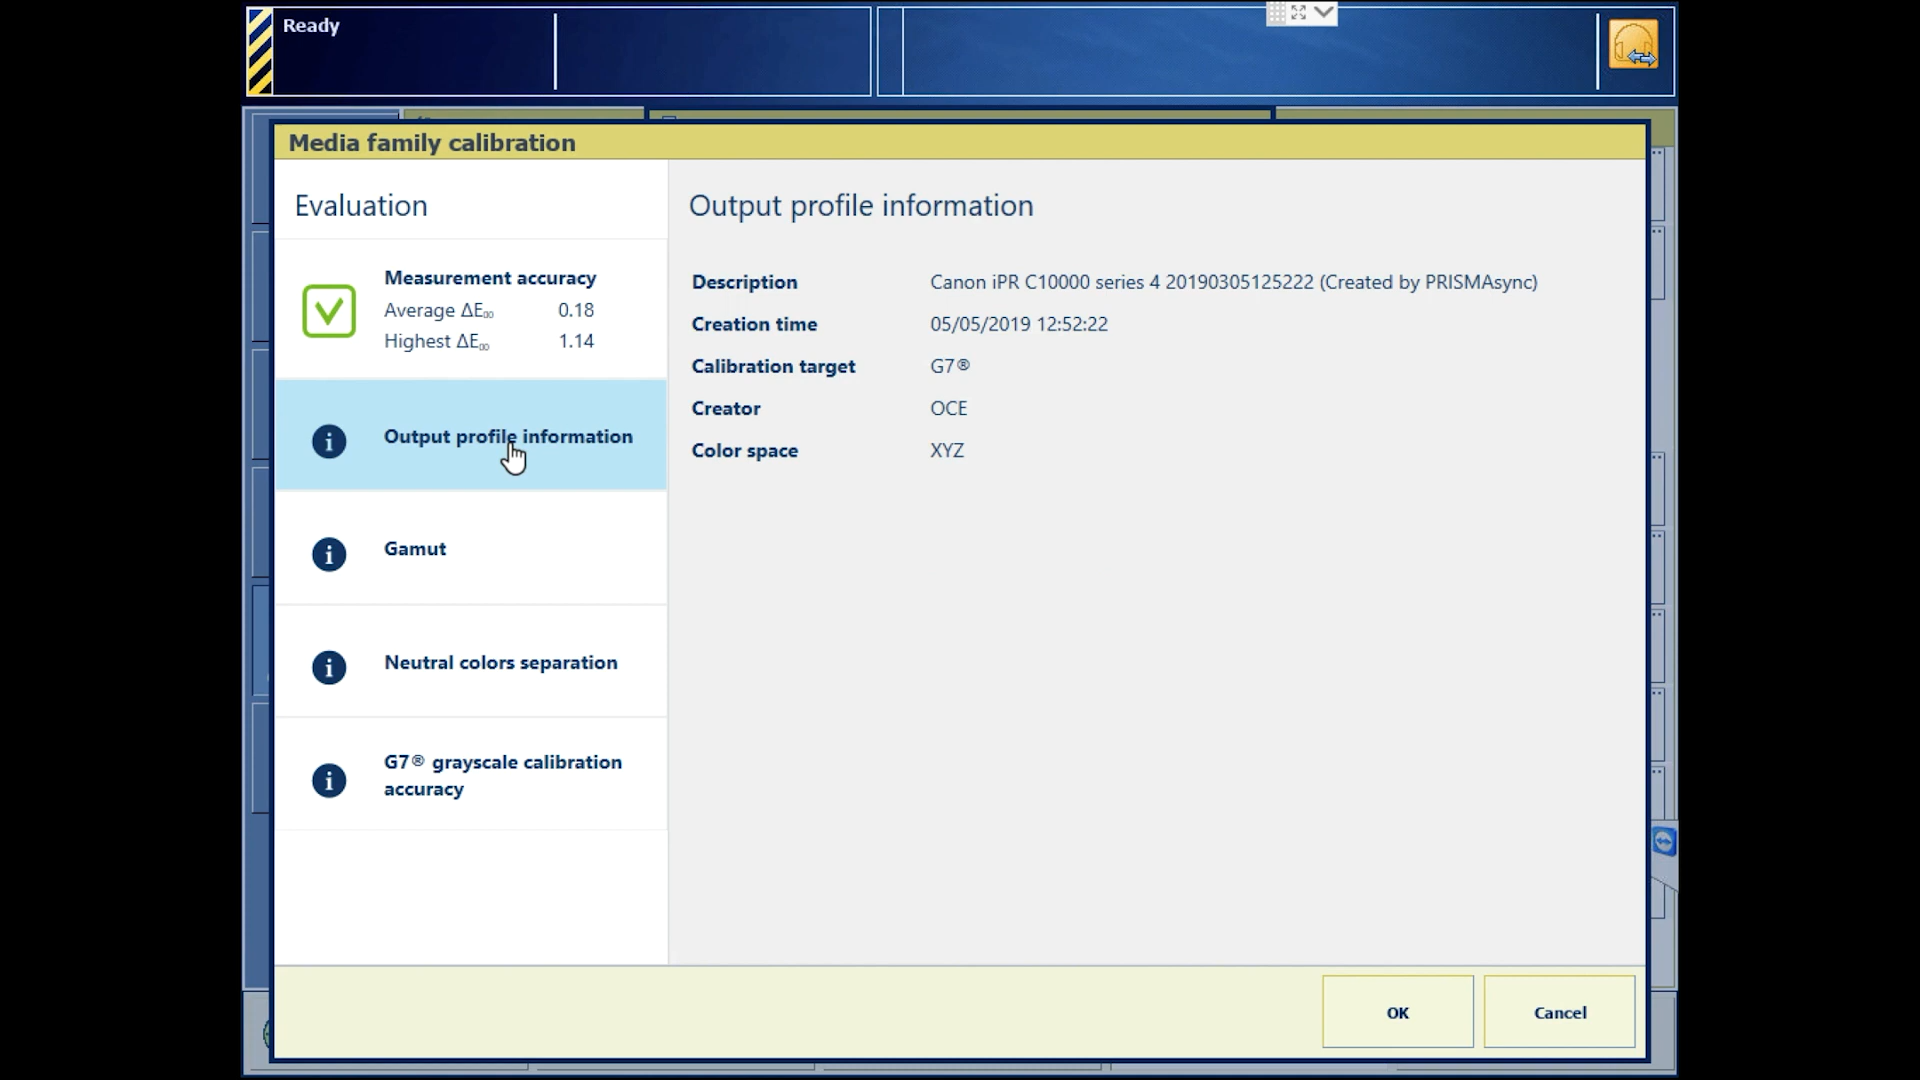 Ready
Media family calibration
Evaluation
Measurement accuracy
Average ΔE₀₀ 0.18
Highest ΔE₀₀ 1.14
Output profile information
Gamut
Neutral colors separation
G7® grayscale calibration
accuracy
Output profile information
Description Canon iPR C10000 series 4 20190305125222 (Created by PRISMAsync)
Creation time 05/05/2019 12:52:22
Calibration target G7®
Creator OCE
Color space XYZ
OK
Cancel